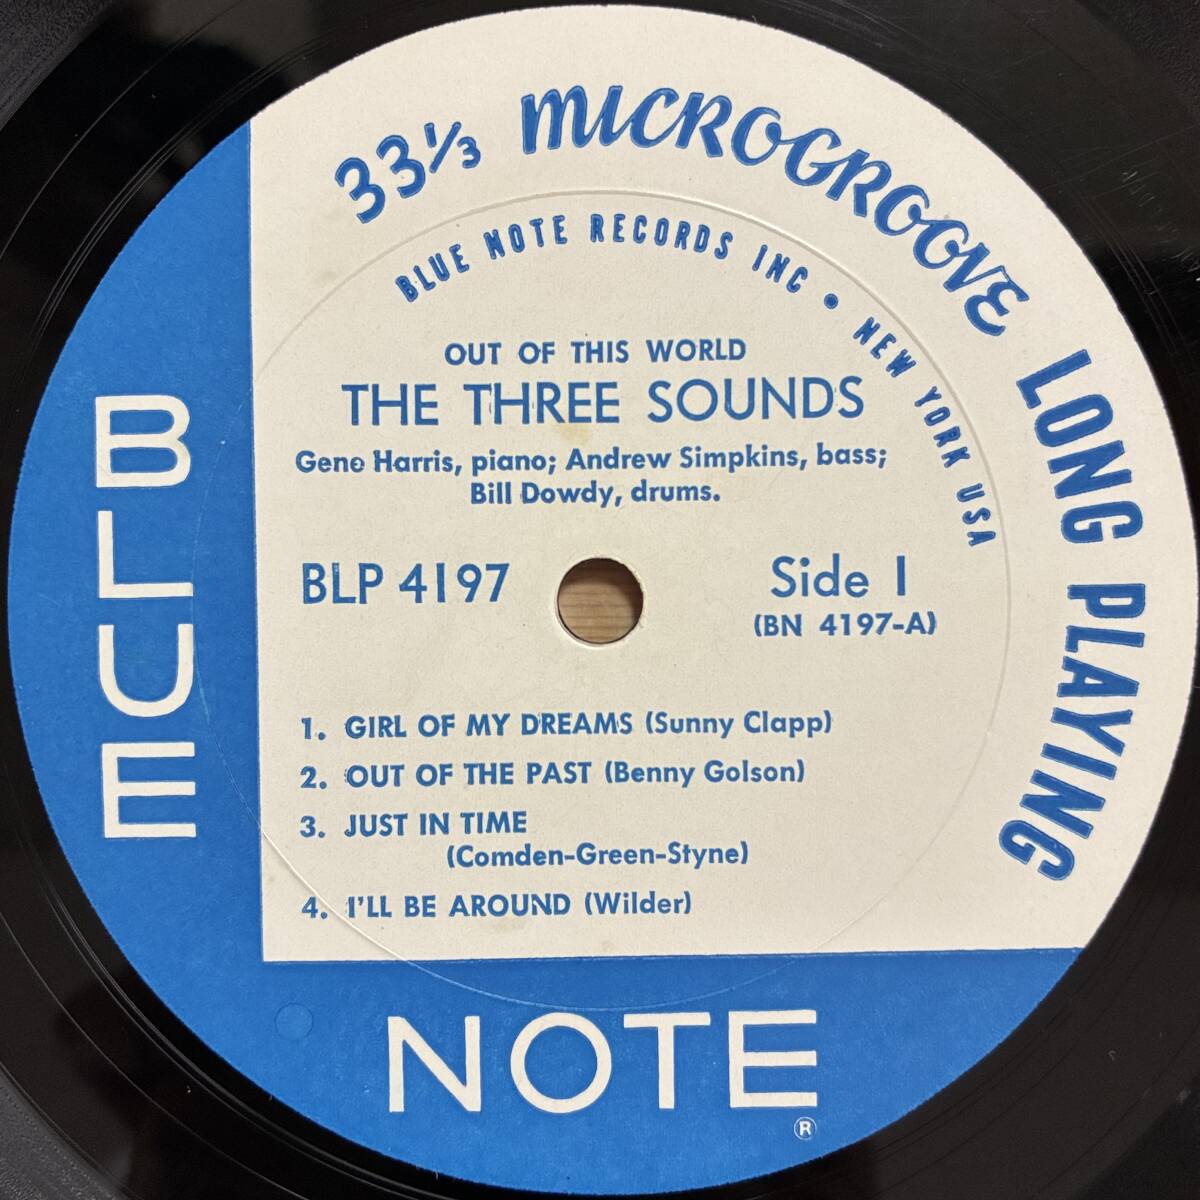 33⅓ MICROGROOVE LONG PLAYING
BLUE NOTE RECORDS INC • NEW YORK USA
OUT OF THIS WORLD
THE THREE SOUNDS
Gene Harris, piano; Andrew Simpkins, bass;
Bill Dowdy, drums.
BLP 4197
Side 1
(BN 4197-A)
1. GIRL OF MY DREAMS (Sunny Clapp)
2. OUT OF THE PAST (Benny Golson)
3. JUST IN TIME
(Comden-Green-Styne)
4. I'LL BE AROUND (Wilder)
BLUE
NOTE
®